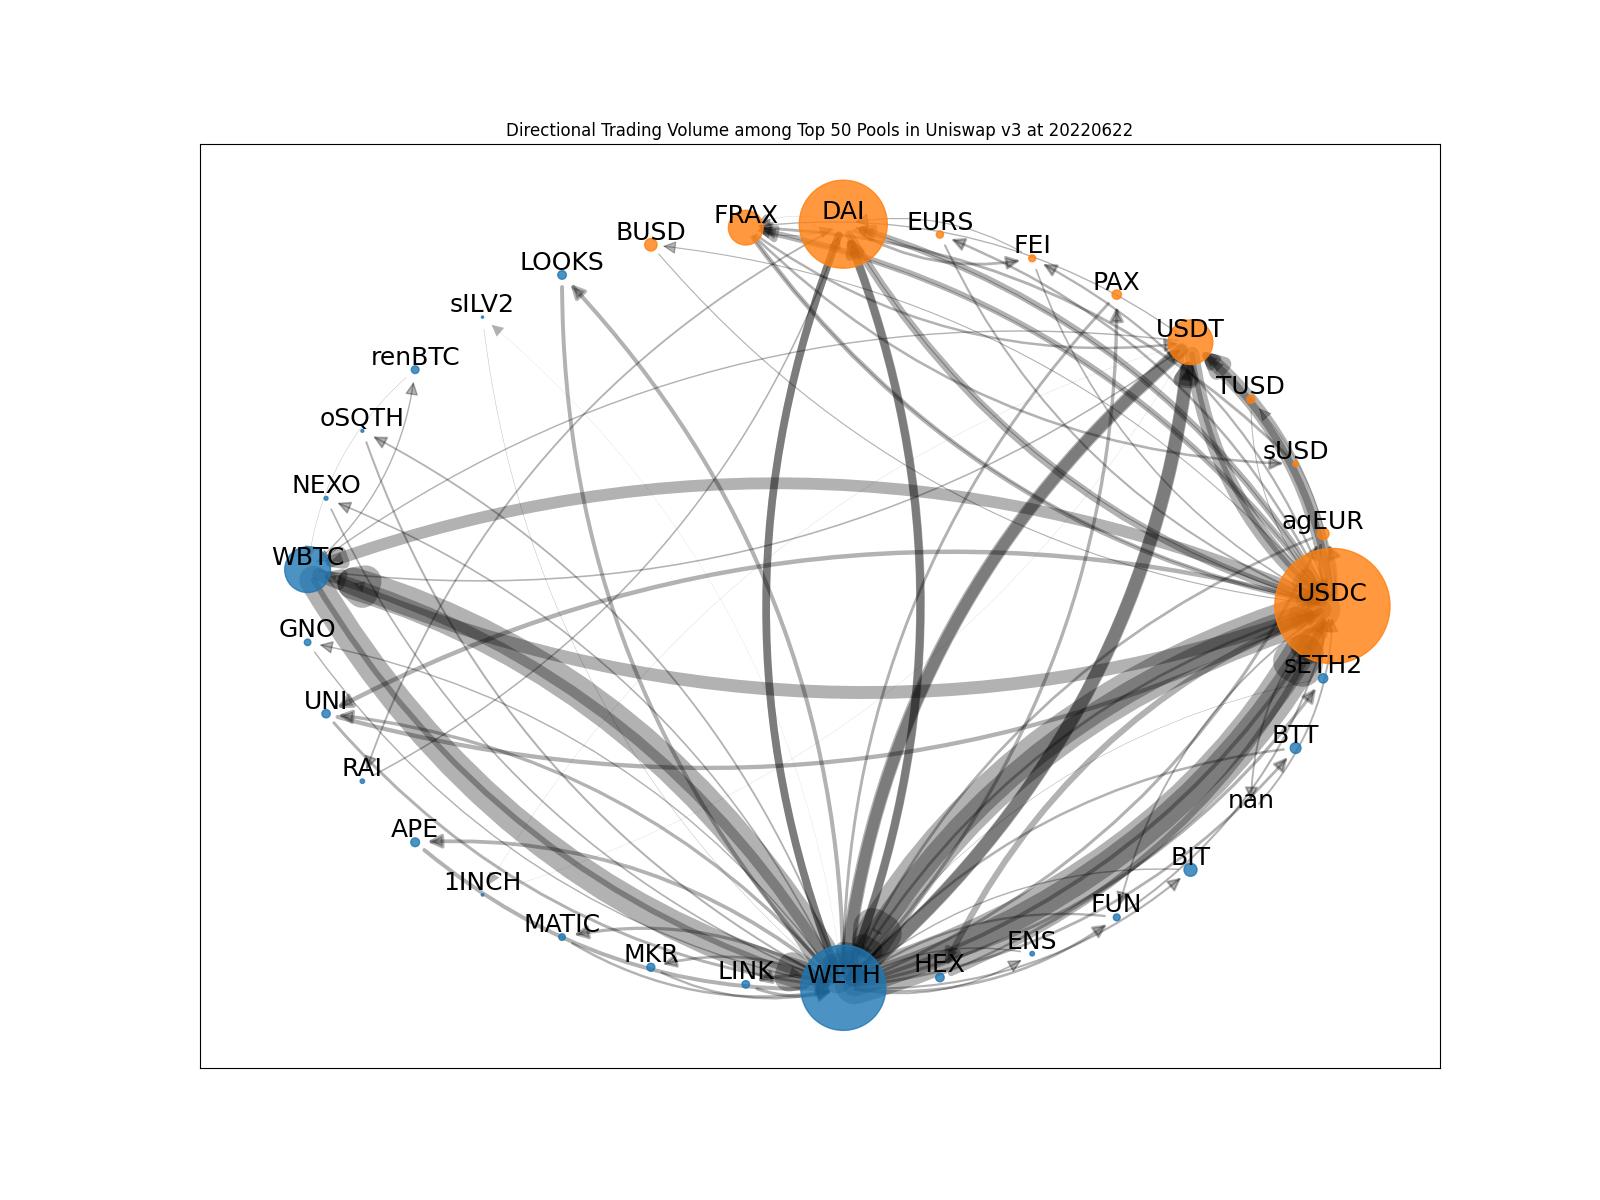 Directional Trading Volume among Top 50 Pools in Uniswap v3 at 20220622
DAI
FRAX
EURS
BUSD
FEI
LOOKS
PAX
sILV2
USDT
renBTC
TUSD
oSQTH
sUSD
NEXO
agEUR
WBTC
USDC
GNO
sETH2
UNI
BTT
RAI
nan
APE
BIT
1INCH
FUN
MATIC
ENS
MKR
HEX
LINK
WETH